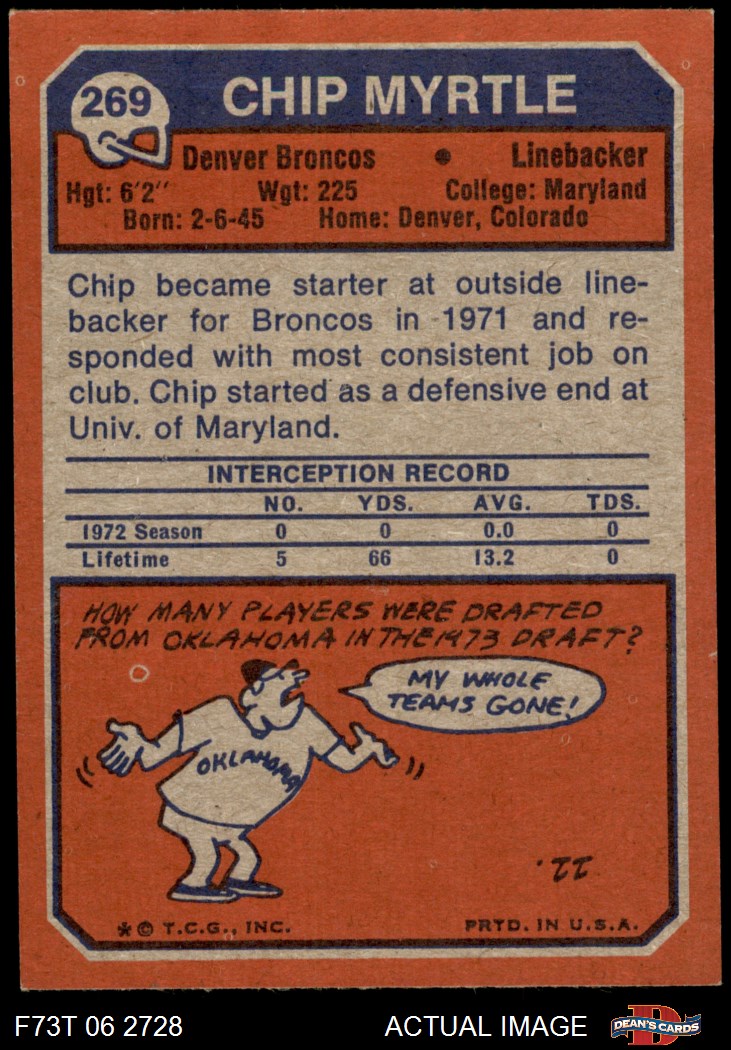 269
CHIP MYRTLE
Denver Broncos • Linebacker
Hgt: 6'2" Wgt: 225 College: Maryland
Born: 2-6-45 Home: Denver, Colorado
Chip became starter at outside line-
backer for Broncos in 1971 and re-
sponded with most consistent job on
club. Chip started as a defensive end at
Univ. of Maryland.
INTERCEPTION RECORD
NO. YDS. AVG. TDS.
1972 Season 0 0 0.0 0
Lifetime 5 66 13.2 0
HOW MANY PLAYERS WERE DRAFTED
FROM OKLAHOMA IN THE 1973 DRAFT?
MY WHOLE
TEAMS GONE!
OKLAHOMA
22.
* © T.C.G., INC. PRTD. IN U.S.A.
F73T 06 2728 ACTUAL IMAGE
D
DEAN'S CARDS